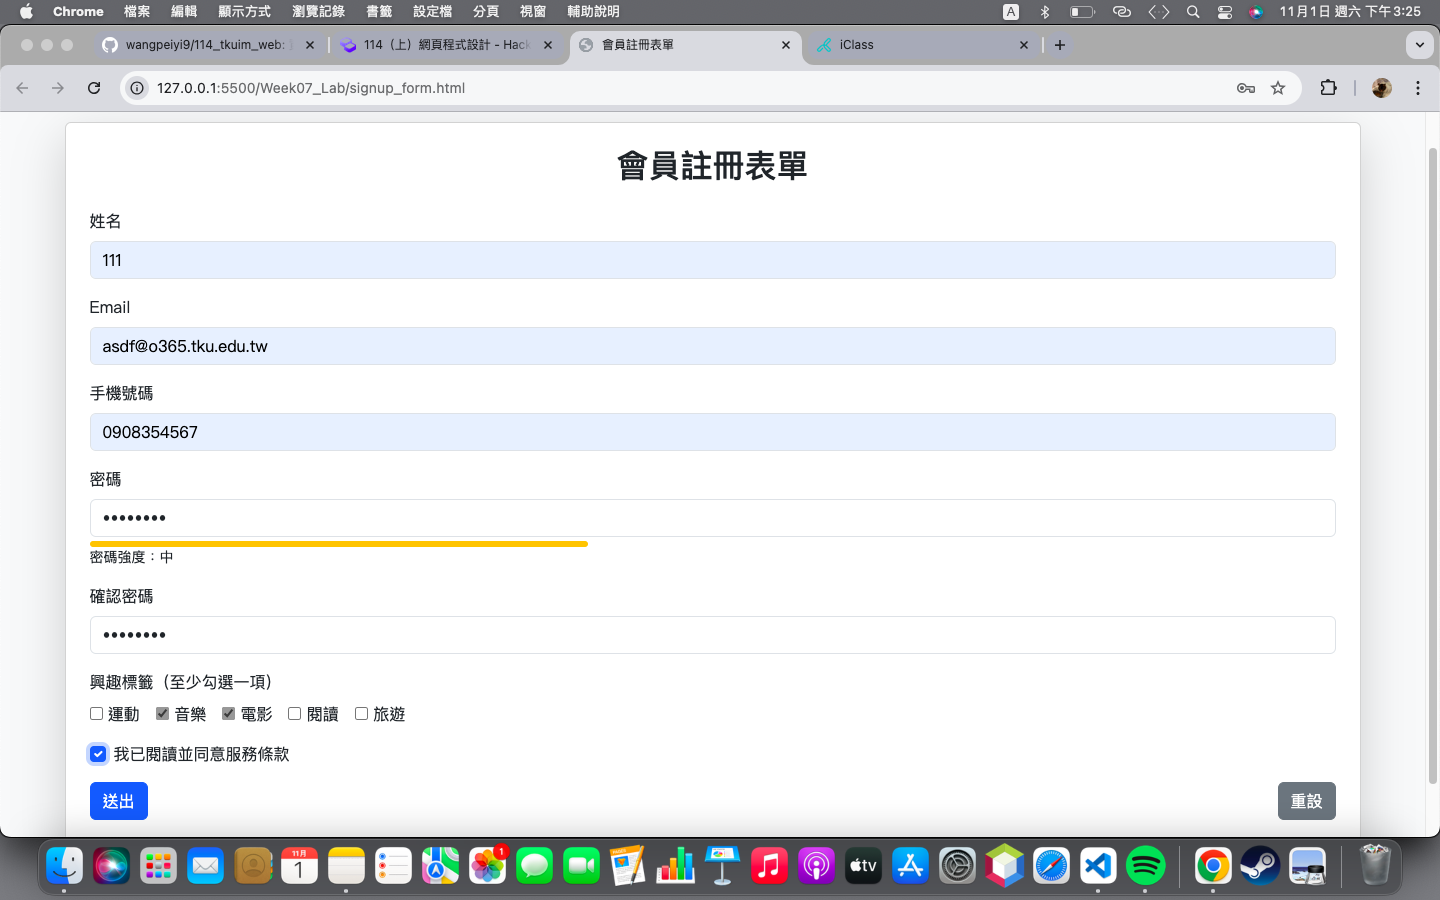 Chrome 檔案 編輯 顯示方式 瀏覽記錄 書籤 設定檔 分頁 視窗 輔助說明 A 11月1日 週六 下午3:25
wangpeiyi9/114_tkuim_web: 114（上）網頁程式設計 - Hack 會員註冊表單 iClass
127.0.0.1:5500/Week07_Lab/signup_form.html
會員註冊表單
姓名
111
Email
asdf@o365.tku.edu.tw
手機號碼
0908354567
密碼
••••••••
密碼強度：中
確認密碼
••••••••
興趣標籤（至少勾選一項）
運動 音樂 電影 閱讀 旅遊
我已閱讀並同意服務條款
送出 重設
11月
1
1
tv